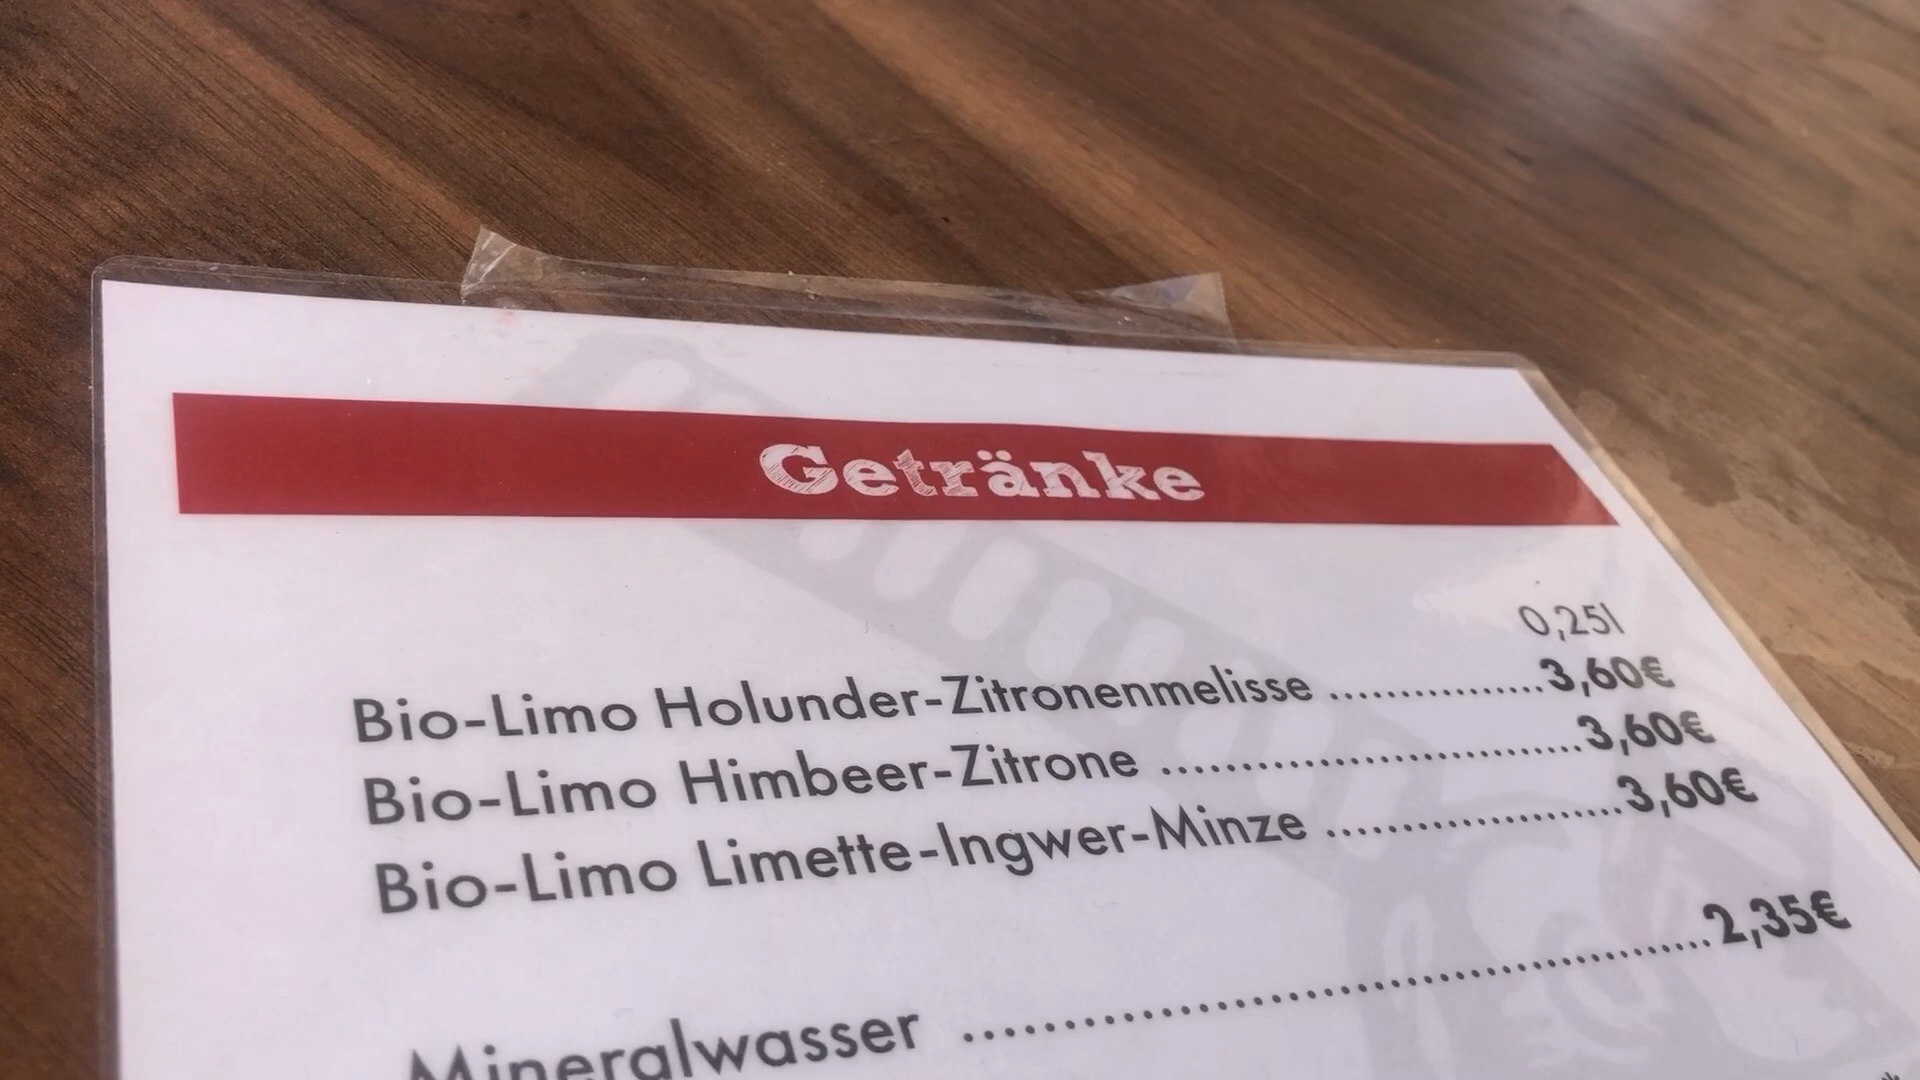 Getränke
0,25l
Bio-Limo Holunder-Zitronenmelisse ................3,60€
Bio-Limo Himbeer-Zitrone ..............................3,60€
Bio-Limo Limette-Ingwer-Minze .....................3,60€
Mineralwasser ..................................................2,35€